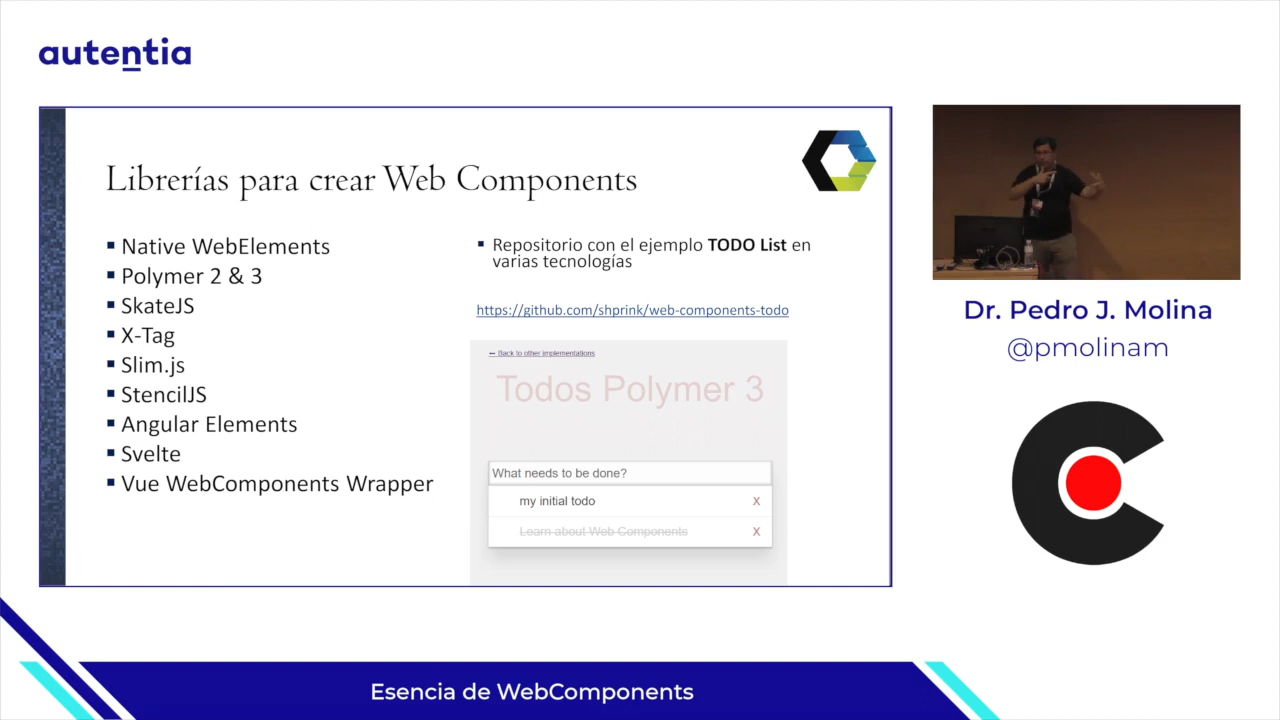 autentia
Librerías para crear Web Components
▪ Native WebElements
▪ Polymer 2 & 3
▪ SkateJS
▪ X-Tag
▪ Slim.js
▪ StencilJS
▪ Angular Elements
▪ Svelte
▪ Vue WebComponents Wrapper
▪ Repositorio con el ejemplo TODO List en
varias tecnologías
https://github.com/shprink/web-components-todo
← Back to other implementations
Todos Polymer 3
What needs to be done?
my initial todo X
Learn about Web Components X
Dr. Pedro J. Molina
@pmolinam
Esencia de WebComponents